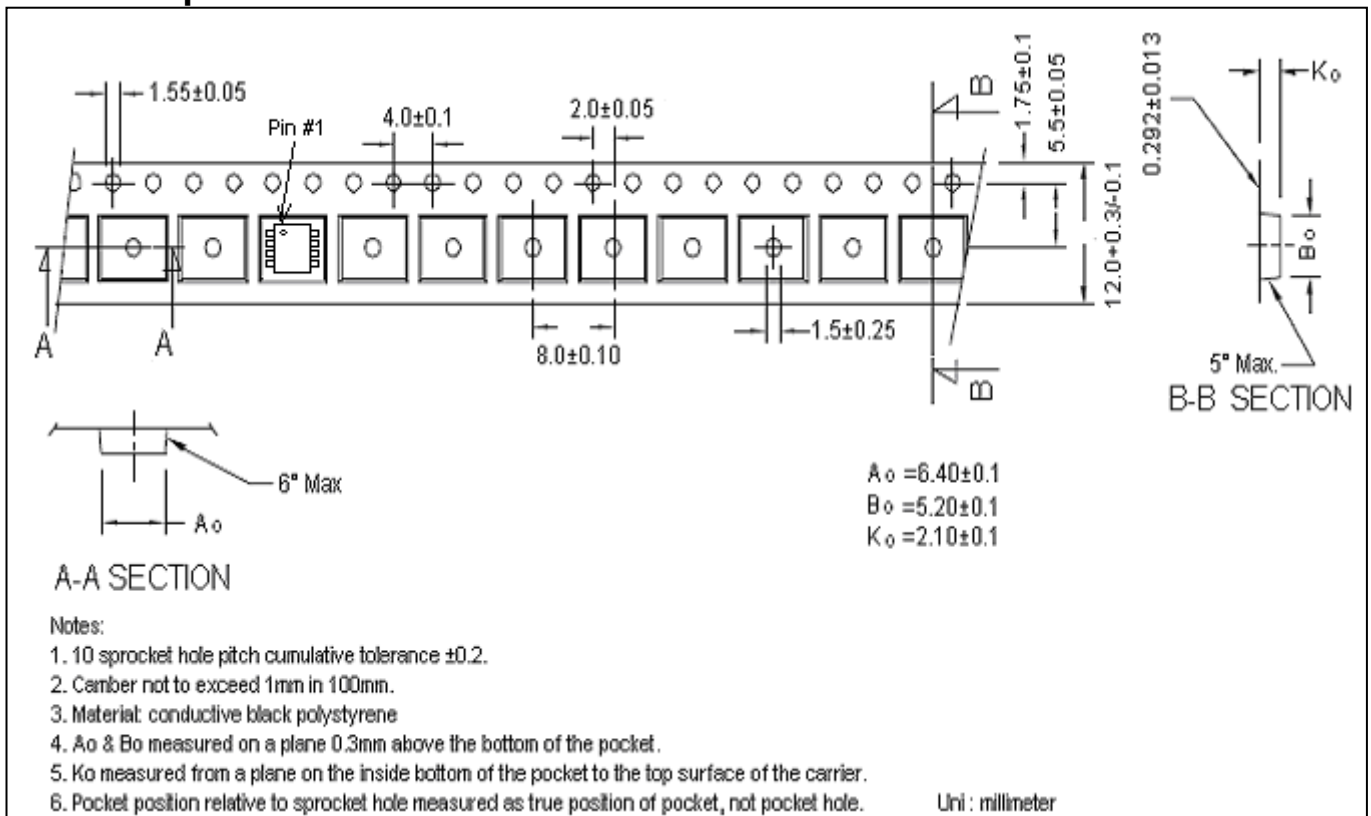 1.55±0.05
Pin #1
4.0±0.1
2.0±0.05
B
1.75±0.1
5.5±0.05
12.0+0.3/-0.1
0.292±0.013
Ko
Bo
5° Max.
B-B SECTION
A
A
8.0±0.10
1.5±0.25
B
6° Max
Ao
A-A SECTION
Ao =6.40±0.1
Bo =5.20±0.1
Ko =2.10±0.1
Notes:
1. 10 sprocket hole pitch cumulative tolerance ±0.2.
2. Camber not to exceed 1mm in 100mm.
3. Material: conductive black polystyrene
4. Ao & Bo measured on a plane 0.3mm above the bottom of the pocket.
5. Ko measured from a plane on the inside bottom of the pocket to the top surface of the carrier.
6. Pocket position relative to sprocket hole measured as true position of pocket, not pocket hole. Uni : millimeter